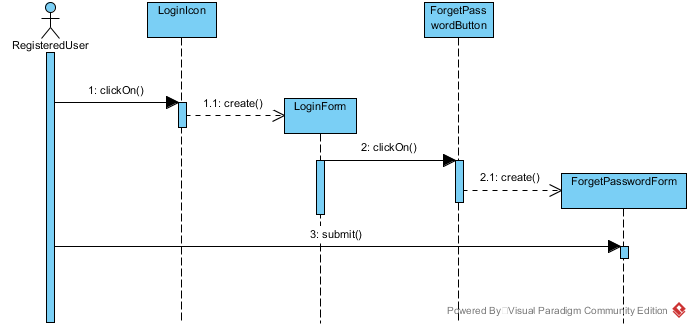 LoginIcon
ForgetPass
wordButton
RegisteredUser
1: clickOn()
1.1: create()
LoginForm
2: clickOn()
2.1: create()
ForgetPasswordForm
3: submit()
Powered By Visual Paradigm Community Edition